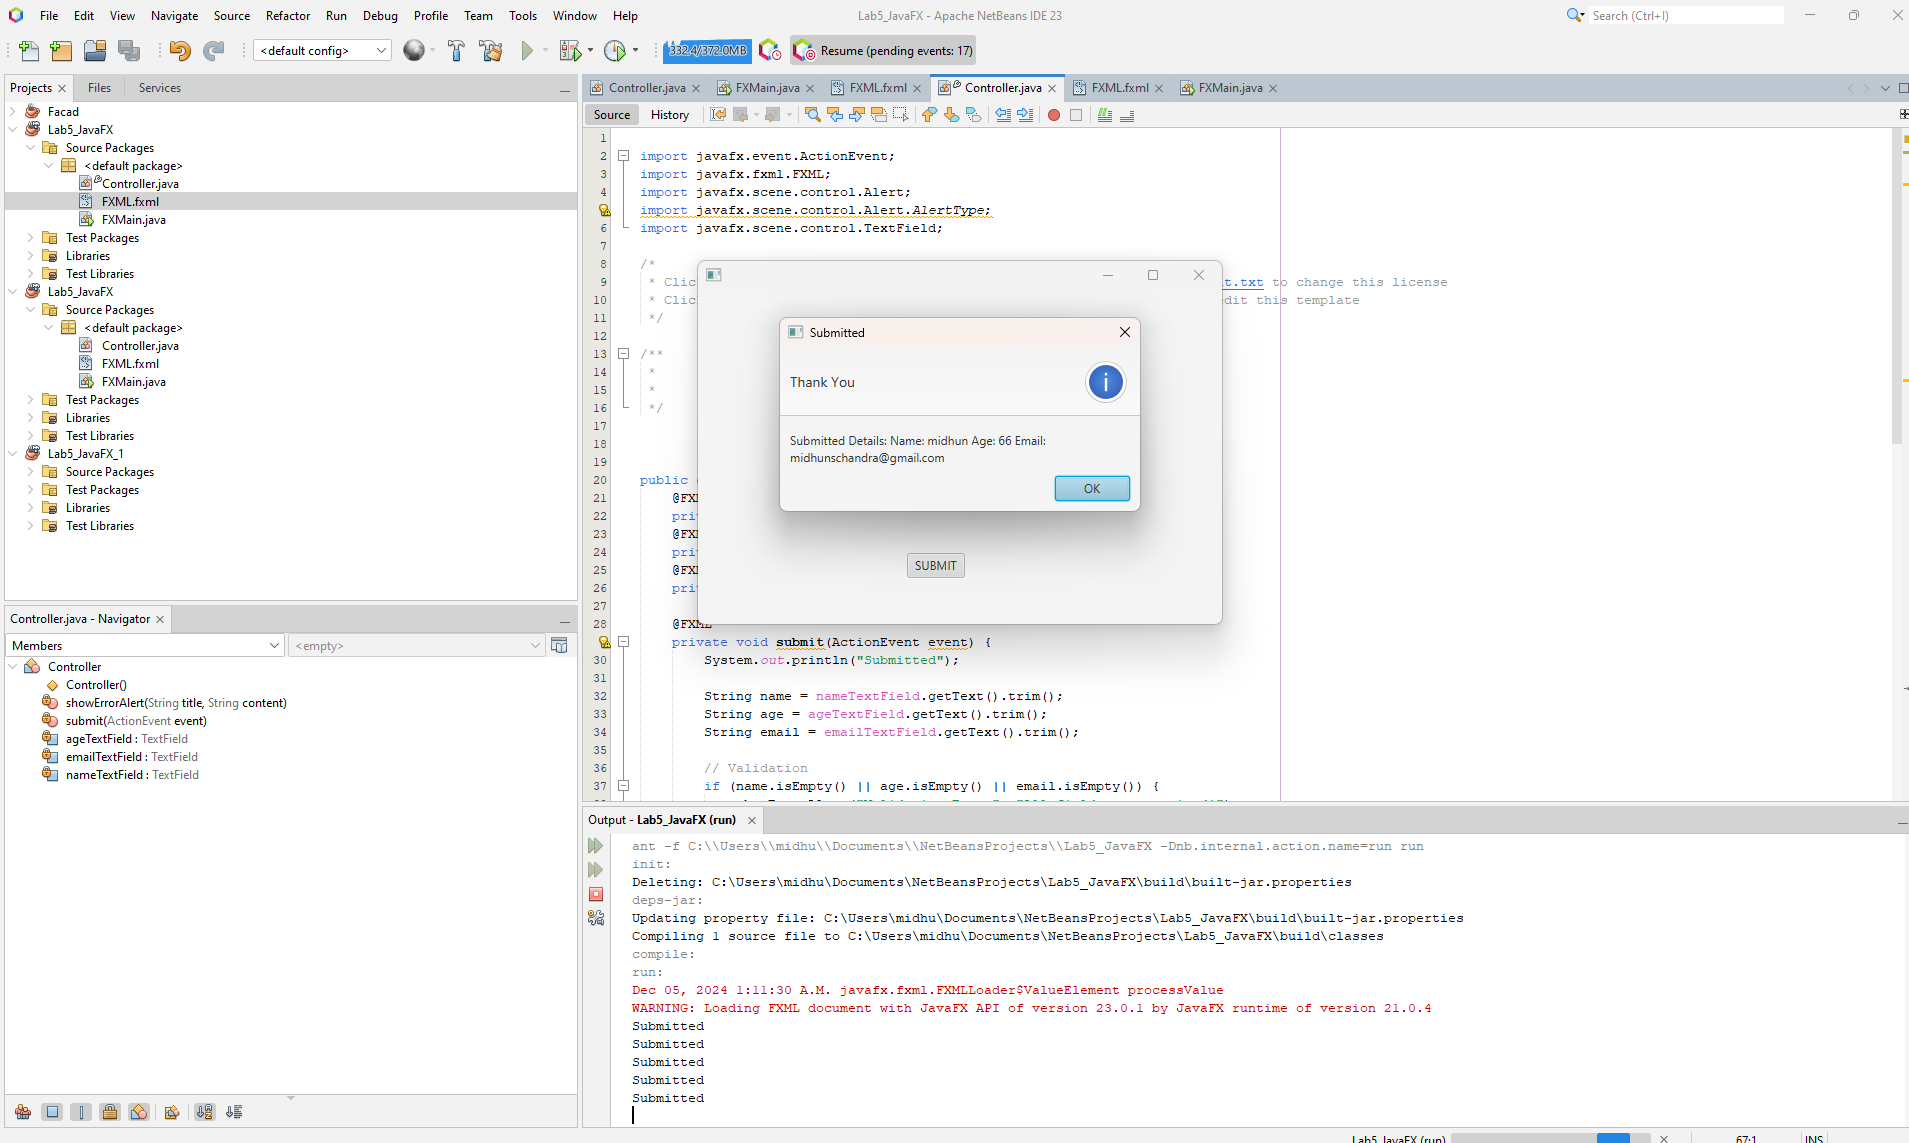 File Edit View Navigate Source Refactor Run Debug Profile Team Tools Window Help
Lab5_JavaFX - Apache NetBeans IDE 23
Search (Ctrl+I)
<default config>
332.4/372.0MB
Resume (pending events: 17)
Projects Files Services
Facad
Lab5_JavaFX
Source Packages
<default package>
Controller.java
FXML.fxml
FXMain.java
Test Packages
Libraries
Test Libraries
Lab5_JavaFX
Source Packages
<default package>
Controller.java
FXML.fxml
FXMain.java
Test Packages
Libraries
Test Libraries
Lab5_JavaFX_1
Source Packages
Test Packages
Libraries
Test Libraries
Controller.java - Navigator
Members <empty>
Controller
Controller()
showErrorAlert(String title, String content)
submit(ActionEvent event)
ageTextField : TextField
emailTextField : TextField
nameTextField : TextField
Controller.java FXMain.java FXML.fxml Controller.java FXML.fxml FXMain.java
Source History
1
2 import javafx.event.ActionEvent;
3 import javafx.fxml.FXML;
4 import javafx.scene.control.Alert;
import javafx.scene.control.Alert.AlertType;
6 import javafx.scene.control.TextField;
7
8 /*
9 * Clic t.txt to change this license
10 * Clic edit this template
11 */
12
13 /**
14 *
15 *
16 */
17
18
19
20 public
21 @FXM
22 pri
23 @FXM
24 pri
25 @FXM
26 pri
27
28 @FXML
private void submit(ActionEvent event) {
30 System.out.println("Submitted");
31
32 String name = nameTextField.getText().trim();
33 String age = ageTextField.getText().trim();
34 String email = emailTextField.getText().trim();
35
36 // Validation
37 if (name.isEmpty() || age.isEmpty() || email.isEmpty()) {
Submitted
Thank You
Submitted Details: Name: midhun Age: 66 Email:
midhunschandra@gmail.com
OK
SUBMIT
Output - Lab5_JavaFX (run)
ant -f C:\\Users\\midhu\\Documents\\NetBeansProjects\\Lab5_JavaFX -Dnb.internal.action.name=run run
init:
Deleting: C:\Users\midhu\Documents\NetBeansProjects\Lab5_JavaFX\build\built-jar.properties
deps-jar:
Updating property file: C:\Users\midhu\Documents\NetBeansProjects\Lab5_JavaFX\build\built-jar.properties
Compiling 1 source file to C:\Users\midhu\Documents\NetBeansProjects\Lab5_JavaFX\build\classes
compile:
run:
Dec 05, 2024 1:11:30 A.M. javafx.fxml.FXMLLoader$ValueElement processValue
WARNING: Loading FXML document with JavaFX API of version 23.0.1 by JavaFX runtime of version 21.0.4
Submitted
Submitted
Submitted
Submitted
Submitted
Lab5_JavaFX (run) 67:1 INS